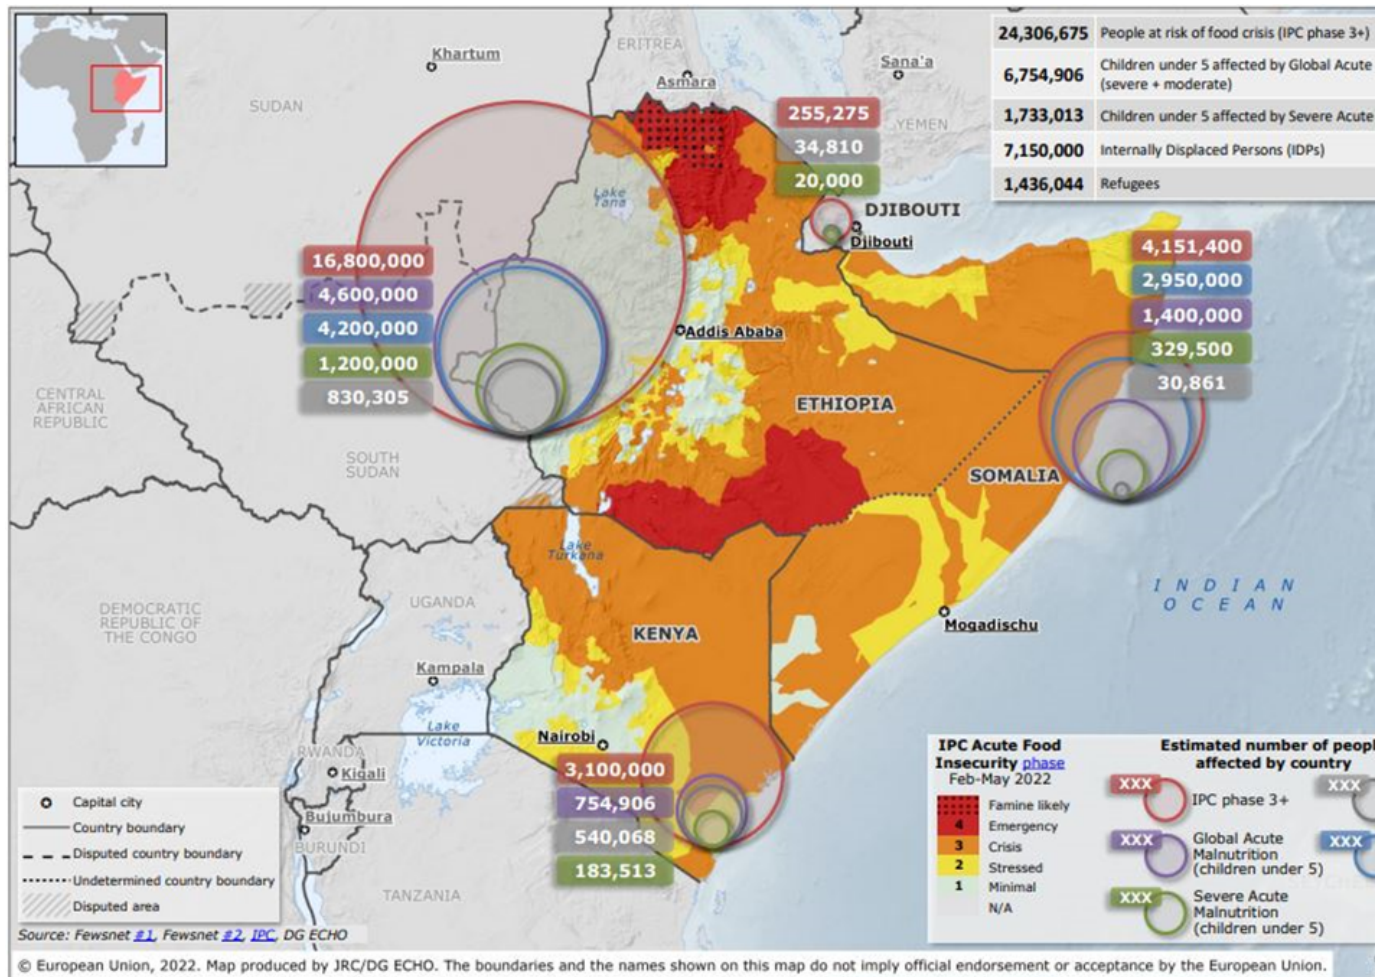 24,306,675 People at risk of food crisis (IPC phase 3+)
6,754,906 Children under 5 affected by Global Acute
(severe + moderate)
1,733,013 Children under 5 affected by Severe Acute
7,150,000 Internally Displaced Persons (IDPs)
1,436,044 Refugees
Khartum
ERITREA
Asmara
Sana'a
SUDAN
YEMEN
255,275
34,810
20,000
Lake
Tana
DJIBOUTI
Djibouti
16,800,000
4,600,000
4,200,000
1,200,000
830,305
4,151,400
2,950,000
1,400,000
329,500
30,861
Addis Ababa
CENTRAL
AFRICAN
REPUBLIC
ETHIOPIA
SOUTH
SUDAN
SOMALIA
Lake
Turkana
INDIAN
OCEAN
DEMOCRATIC
REPUBLIC OF
THE CONGO
UGANDA
KENYA
Mogadischu
Kampala
Lake
Victoria
Nairobi
RWANDA
Kigali
Bujumbura
BURUNDI
TANZANIA
3,100,000
754,906
540,068
183,513
Capital city
Country boundary
Disputed country boundary
Undetermined country boundary
Disputed area
IPC Acute Food
Insecurity phase
Feb-May 2022
Famine likely
4 Emergency
3 Crisis
2 Stressed
1 Minimal
N/A
Estimated number of peopl
affected by country
XXX IPC phase 3+
XXX
XXX Global Acute
Malnutrition
(children under 5)
XXX
XXX Severe Acute
Malnutrition
(children under 5)
Source: Fewsnet #1, Fewsnet #2, IPC, DG ECHO
© European Union, 2022. Map produced by JRC/DG ECHO. The boundaries and the names shown on this map do not imply official endorsement or acceptance by the European Union.